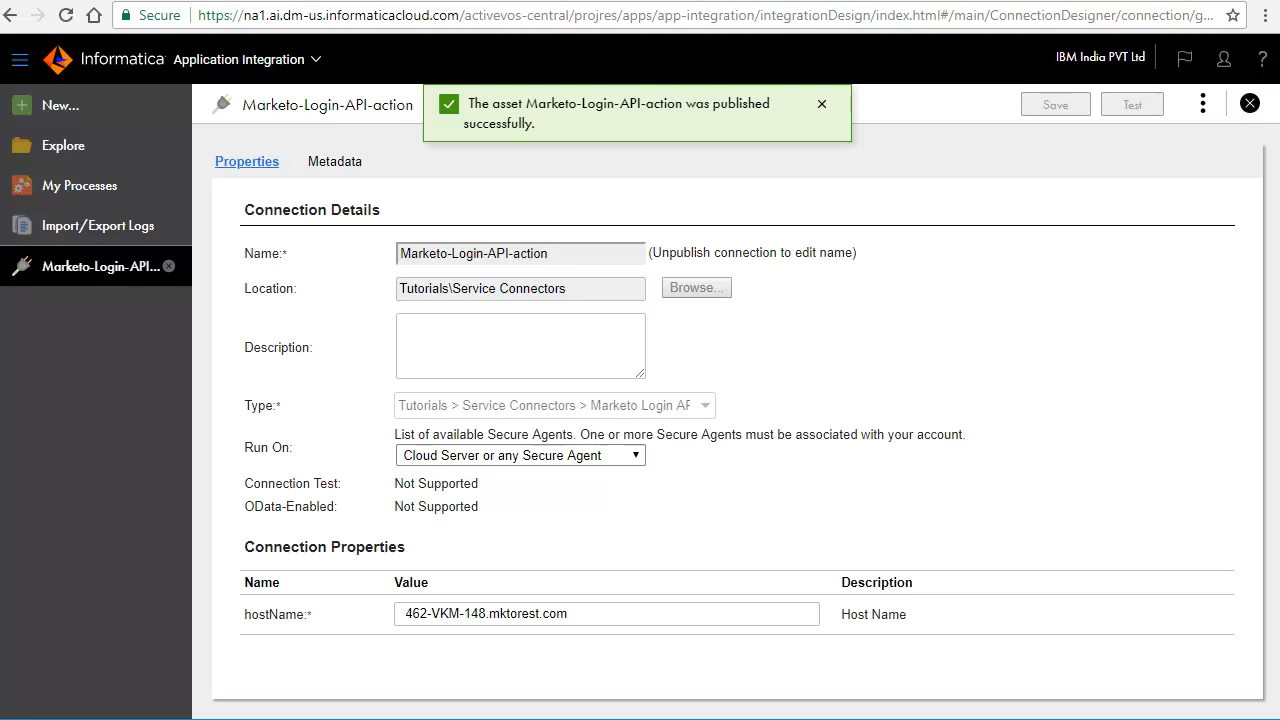 Secure
https://na1.ai.dm-us.informaticacloud.com/activevos-central/projres/apps/app-integration/integrationDesign/index.html#/main/ConnectionDesigner/connection/g...
Informatica Application Integration
IBM India PVT Ltd
?
New...
Explore
My Processes
Import/Export Logs
Marketo-Login-API...
Marketo-Login-API-action
The asset Marketo-Login-API-action was published
successfully.
Save
Test
Properties
Metadata
Connection Details
Name:* Marketo-Login-API-action (Unpublish connection to edit name)
Location: Tutorials\Service Connectors Browse...
Description:
Type:* Tutorials > Service Connectors > Marketo Login AP
List of available Secure Agents. One or more Secure Agents must be associated with your account.
Run On: Cloud Server or any Secure Agent
Connection Test: Not Supported
OData-Enabled: Not Supported
Connection Properties
Name Value Description
hostName:* 462-VKM-148.mktorest.com Host Name